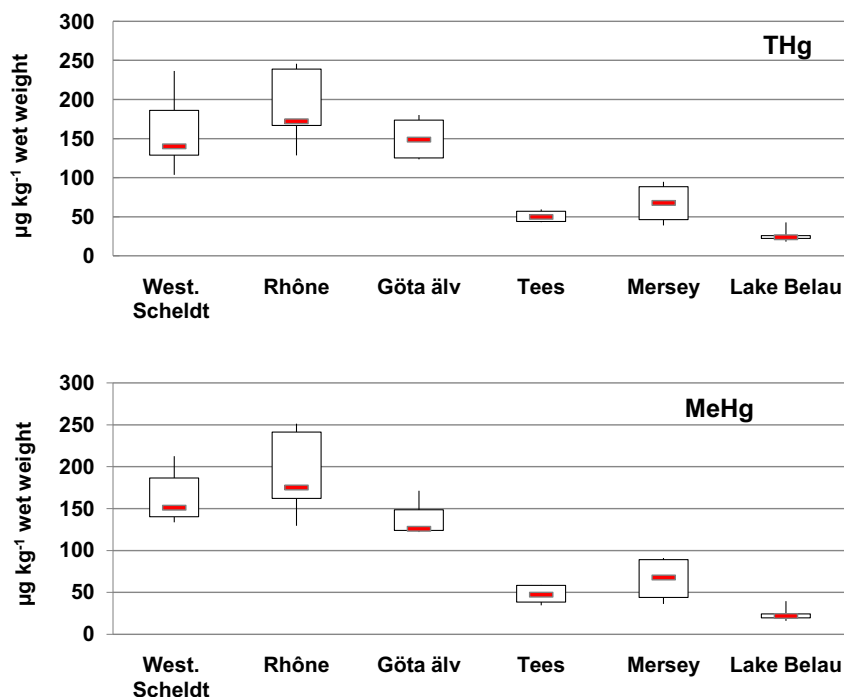 THg
µg kg⁻¹ wet weight
300
250
200
150
100
50
0
West. Scheldt
Rhône
Göta älv
Tees
Mersey
Lake Belau
MeHg
µg kg⁻¹ wet weight
300
250
200
150
100
50
0
West. Scheldt
Rhône
Göta älv
Tees
Mersey
Lake Belau